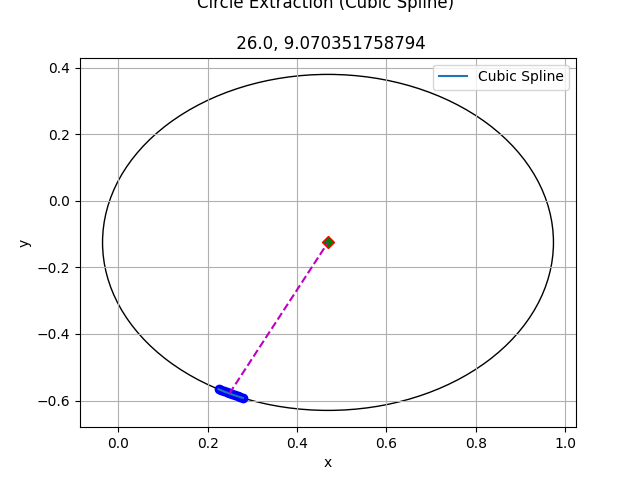 Circle Extraction (Cubic Spline)
26.0, 9.070351758794
Cubic Spline
0.4
0.2
0.0
−0.2
−0.4
−0.6
y
0.0 0.2 0.4 0.6 0.8 1.0
x